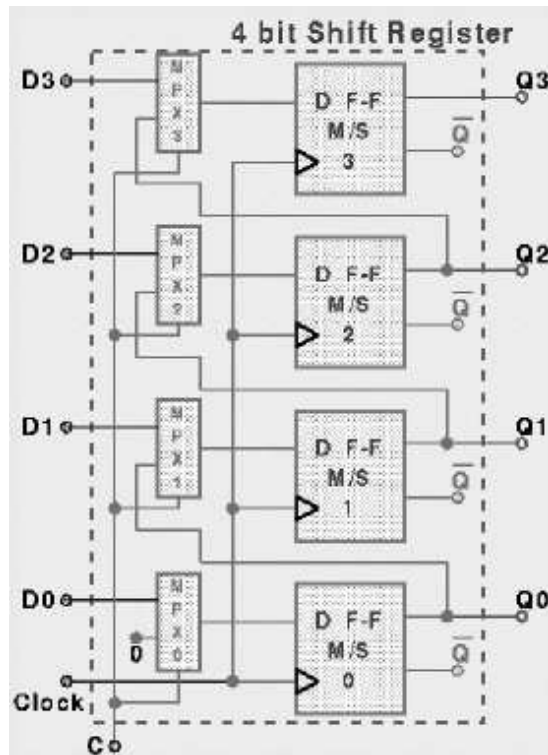 4 bit Shift Register
D3
M
P
X
3
D F-F
M/S
3
Q3
Q
D2
M
P
X
2
D F-F
M/S
2
Q2
Q
D1
M
P
X
1
D F-F
M/S
1
Q1
Q
D0
M
P
X
0
D F-F
M/S
0
Q0
Q
0
Clock
C